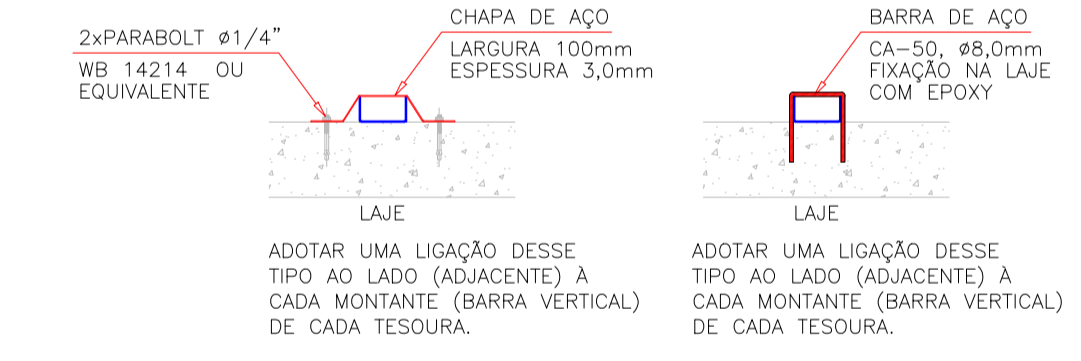 2xPARABOLT ø1/4"
WB 14214 OU
EQUIVALENTE
CHAPA DE AÇO
LARGURA 100mm
ESPESSURA 3,0mm
LAJE
ADOTAR UMA LIGAÇÃO DESSE
TIPO AO LADO (ADJACENTE) À
CADA MONTANTE (BARRA VERTICAL)
DE CADA TESOURA.
BARRA DE AÇO
CA-50, ø8,0mm
FIXAÇÃO NA LAJE
COM EPOXY
LAJE
ADOTAR UMA LIGAÇÃO DESSE
TIPO AO LADO (ADJACENTE) À
CADA MONTANTE (BARRA VERTICAL)
DE CADA TESOURA.